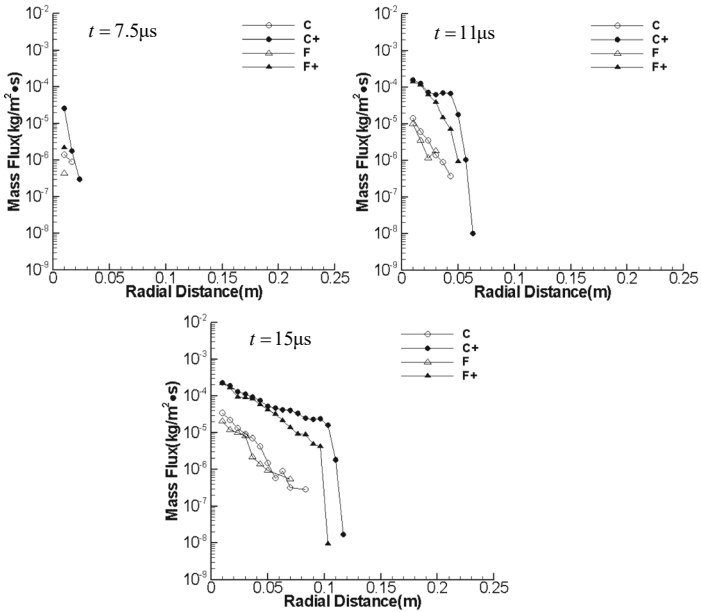 t = 7.5μs
C
C+
F
F+
Mass Flux(kg/m²•s)
10⁻²
10⁻³
10⁻⁴
10⁻⁵
10⁻⁶
10⁻⁷
10⁻⁸
10⁻⁹
0 0.05 0.1 0.15 0.2 0.25
Radial Distance(m)
t = 11μs
C
C+
F
F+
Mass Flux(kg/m²•s)
10⁻²
10⁻³
10⁻⁴
10⁻⁵
10⁻⁶
10⁻⁷
10⁻⁸
10⁻⁹
0 0.05 0.1 0.15 0.2 0.25
Radial Distance(m)
t = 15μs
C
C+
F
F+
Mass Flux(kg/m²•s)
10⁻²
10⁻³
10⁻⁴
10⁻⁵
10⁻⁶
10⁻⁷
10⁻⁸
10⁻⁹
0 0.05 0.1 0.15 0.2 0.25
Radial Distance(m)